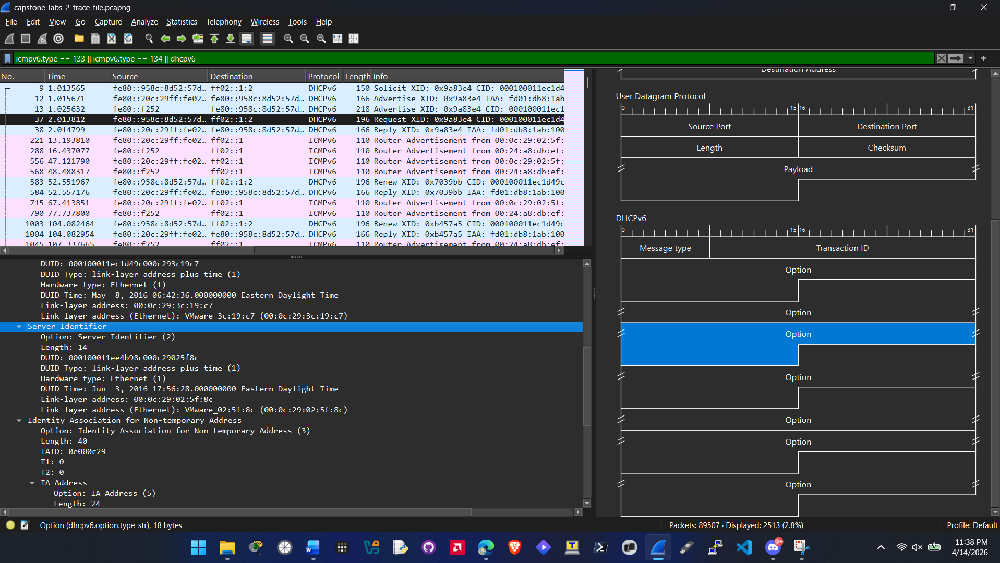 capstone-labs-2-trace-file.pcapng
File Edit View Go Capture Analyze Statistics Telephony Wireless Tools Help
icmpv6.type == 133 || icmpv6.type == 134 || dhcpv6
No. Time Source Destination Protocol Length Info
9 1.013565 fe80::958c:8d52:57d… ff02::1:2 DHCPv6 150 Solicit XID: 0x9a83e4 CID: 000100011ec1d4
12 1.015671 fe80::20c:29ff:fe02… fe80::958c:8d52:57d… DHCPv6 166 Advertise XID: 0x9a83e4 IAA: fd01:db8:1ab
13 1.025632 fe80::f252 fe80::958c:8d52:57d… DHCPv6 218 Advertise XID: 0x9a83e4 CID: 000100011ec1
37 2.013812 fe80::958c:8d52:57d… ff02::1:2 DHCPv6 196 Request XID: 0x9a83e4 CID: 000100011ec1d4
38 2.014799 fe80::20c:29ff:fe02… fe80::958c:8d52:57d… DHCPv6 166 Reply XID: 0x9a83e4 IAA: fd01:db8:1ab:100
221 13.193810 fe80::20c:29ff:fe02… ff02::1 ICMPv6 110 Router Advertisement from 00:0c:29:02:5f:
288 16.437077 fe80::f252 ff02::1 ICMPv6 110 Router Advertisement from 00:24:a8:db:ef:
556 47.121790 fe80::20c:29ff:fe02… ff02::1 ICMPv6 110 Router Advertisement from 00:0c:29:02:5f:
568 48.488317 fe80::f252 ff02::1 ICMPv6 110 Router Advertisement from 00:24:a8:db:ef:
583 52.551967 fe80::958c:8d52:57d… ff02::1:2 DHCPv6 196 Renew XID: 0x7039bb CID: 000100011ec1d49c
584 52.557176 fe80::20c:29ff:fe02… fe80::958c:8d52:57d… DHCPv6 166 Reply XID: 0x7039bb IAA: fd01:db8:1ab:100
715 67.413851 fe80::20c:29ff:fe02… ff02::1 ICMPv6 110 Router Advertisement from 00:0c:29:02:5f:
790 77.737800 fe80::f252 ff02::1 ICMPv6 110 Router Advertisement from 00:24:a8:db:ef:
1003 104.082464 fe80::958c:8d52:57d… ff02::1:2 DHCPv6 196 Renew XID: 0xb457a5 CID: 000100011ec1d49c
1004 104.082954 fe80::20c:29ff:fe02… fe80::958c:8d52:57d… DHCPv6 166 Reply XID: 0xb457a5 IAA: fd01:db8:1ab:100
1045 107.337665 fe80::f252 ff02::1 ICMPv6 110 Router Advertisement from 00:24:a8:db:ef:
DUID: 000100011ec1d49c000c293c19c7
DUID Type: link-layer address plus time (1)
Hardware type: Ethernet (1)
DUID Time: May  8, 2016 06:42:36.000000000 Eastern Daylight Time
Link-layer address: 00:0c:29:3c:19:c7
Link-layer address (Ethernet): VMware_3c:19:c7 (00:0c:29:3c:19:c7)
Server Identifier
Option: Server Identifier (2)
Length: 14
DUID: 000100011ee4b98c000c29025f8c
DUID Type: link-layer address plus time (1)
Hardware type: Ethernet (1)
DUID Time: Jun  3, 2016 17:56:28.000000000 Eastern Daylight Time
Link-layer address: 00:0c:29:02:5f:8c
Link-layer address (Ethernet): VMware_02:5f:8c (00:0c:29:02:5f:8c)
Identity Association for Non-temporary Address
Option: Identity Association for Non-temporary Address (3)
Length: 40
IAID: 0e000c29
T1: 0
T2: 0
IA Address
Option: IA Address (5)
Length: 24
Destination Address
User Datagram Protocol
0 15 16 31
Source Port Destination Port
Length Checksum
Payload
DHCPv6
0 15 16 31
Message type Transaction ID
Option
Option
Option
Option
Option
Option
Option
Option (dhcpv6.option.type_str), 18 bytes
Packets: 89507 · Displayed: 2513 (2.8%)
Profile: Default
9+
11:38 PM
4/14/2026